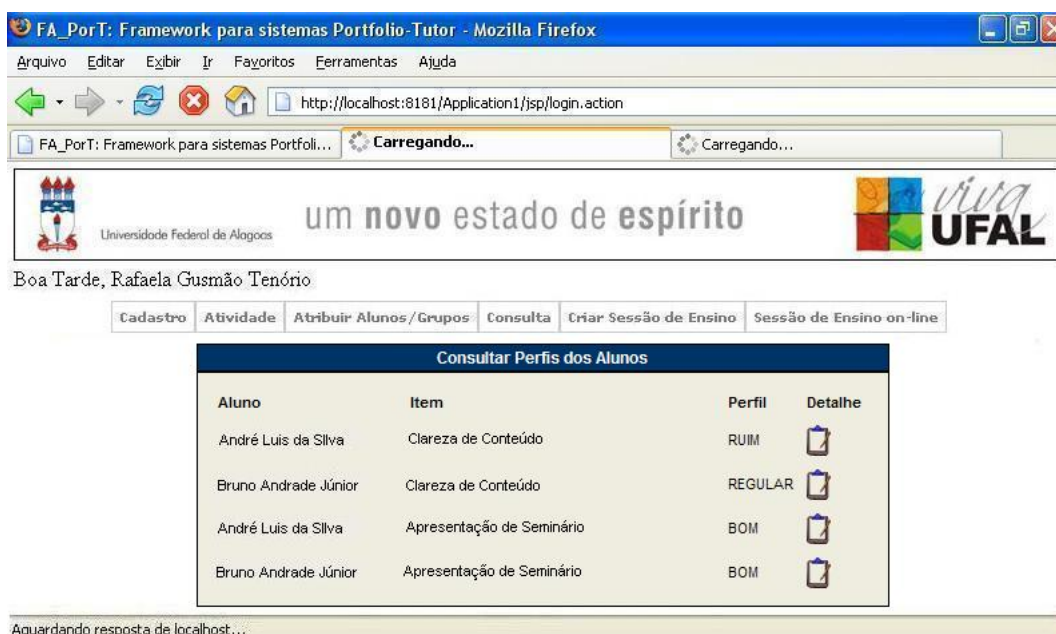 FA_PorT: Framework para sistemas Portfolio-Tutor - Mozilla Firefox
Arquivo Editar Exibir Ir Favoritos Ferramentas Ajuda
http://localhost:8181/Application1/jsp/login.action
FA_PorT: Framework para sistemas Portfoli... Carregando... Carregando...
Universidade Federal de Alagoas um novo estado de espírito viva UFAL
Boa Tarde, Rafaela Gusmão Tenório
Cadastro Atividade Atribuir Alunos/Grupos Consulta Criar Sessão de Ensino Sessão de Ensino on-line
Consultar Perfis dos Alunos
Aluno Item Perfil Detalhe
André Luis da SIlva Clareza de Conteúdo RUIM
Bruno Andrade Júnior Clareza de Conteúdo REGULAR
André Luis da SIlva Apresentação de Seminário BOM
Bruno Andrade Júnior Apresentação de Seminário BOM
Aguardando resposta de localhost...